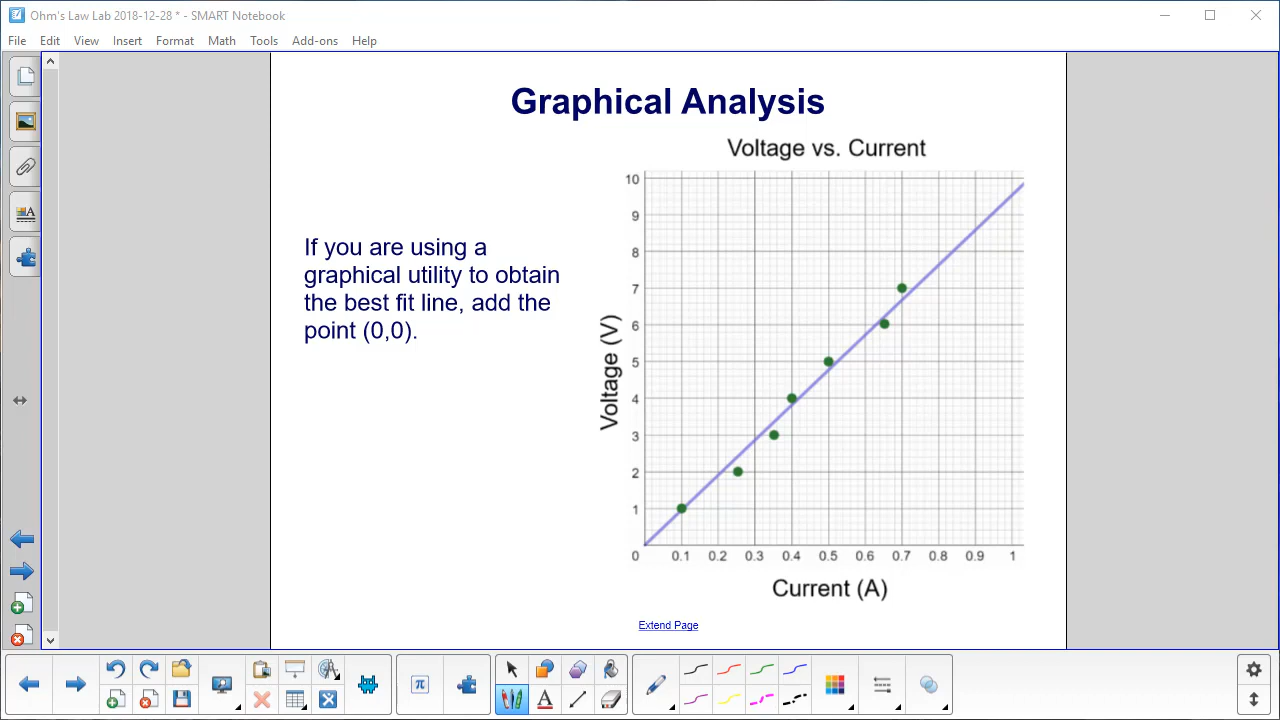 Ohm's Law Lab 2018-12-28 * - SMART Notebook
File Edit View Insert Format Math Tools Add-ons Help
Graphical Analysis
Voltage vs. Current
If you are using a
graphical utility to obtain
the best fit line, add the
point (0,0).
Voltage (V)
10
9
8
7
6
5
4
3
2
1
0 0.1 0.2 0.3 0.4 0.5 0.6 0.7 0.8 0.9 1
Current (A)
Extend Page
π
A